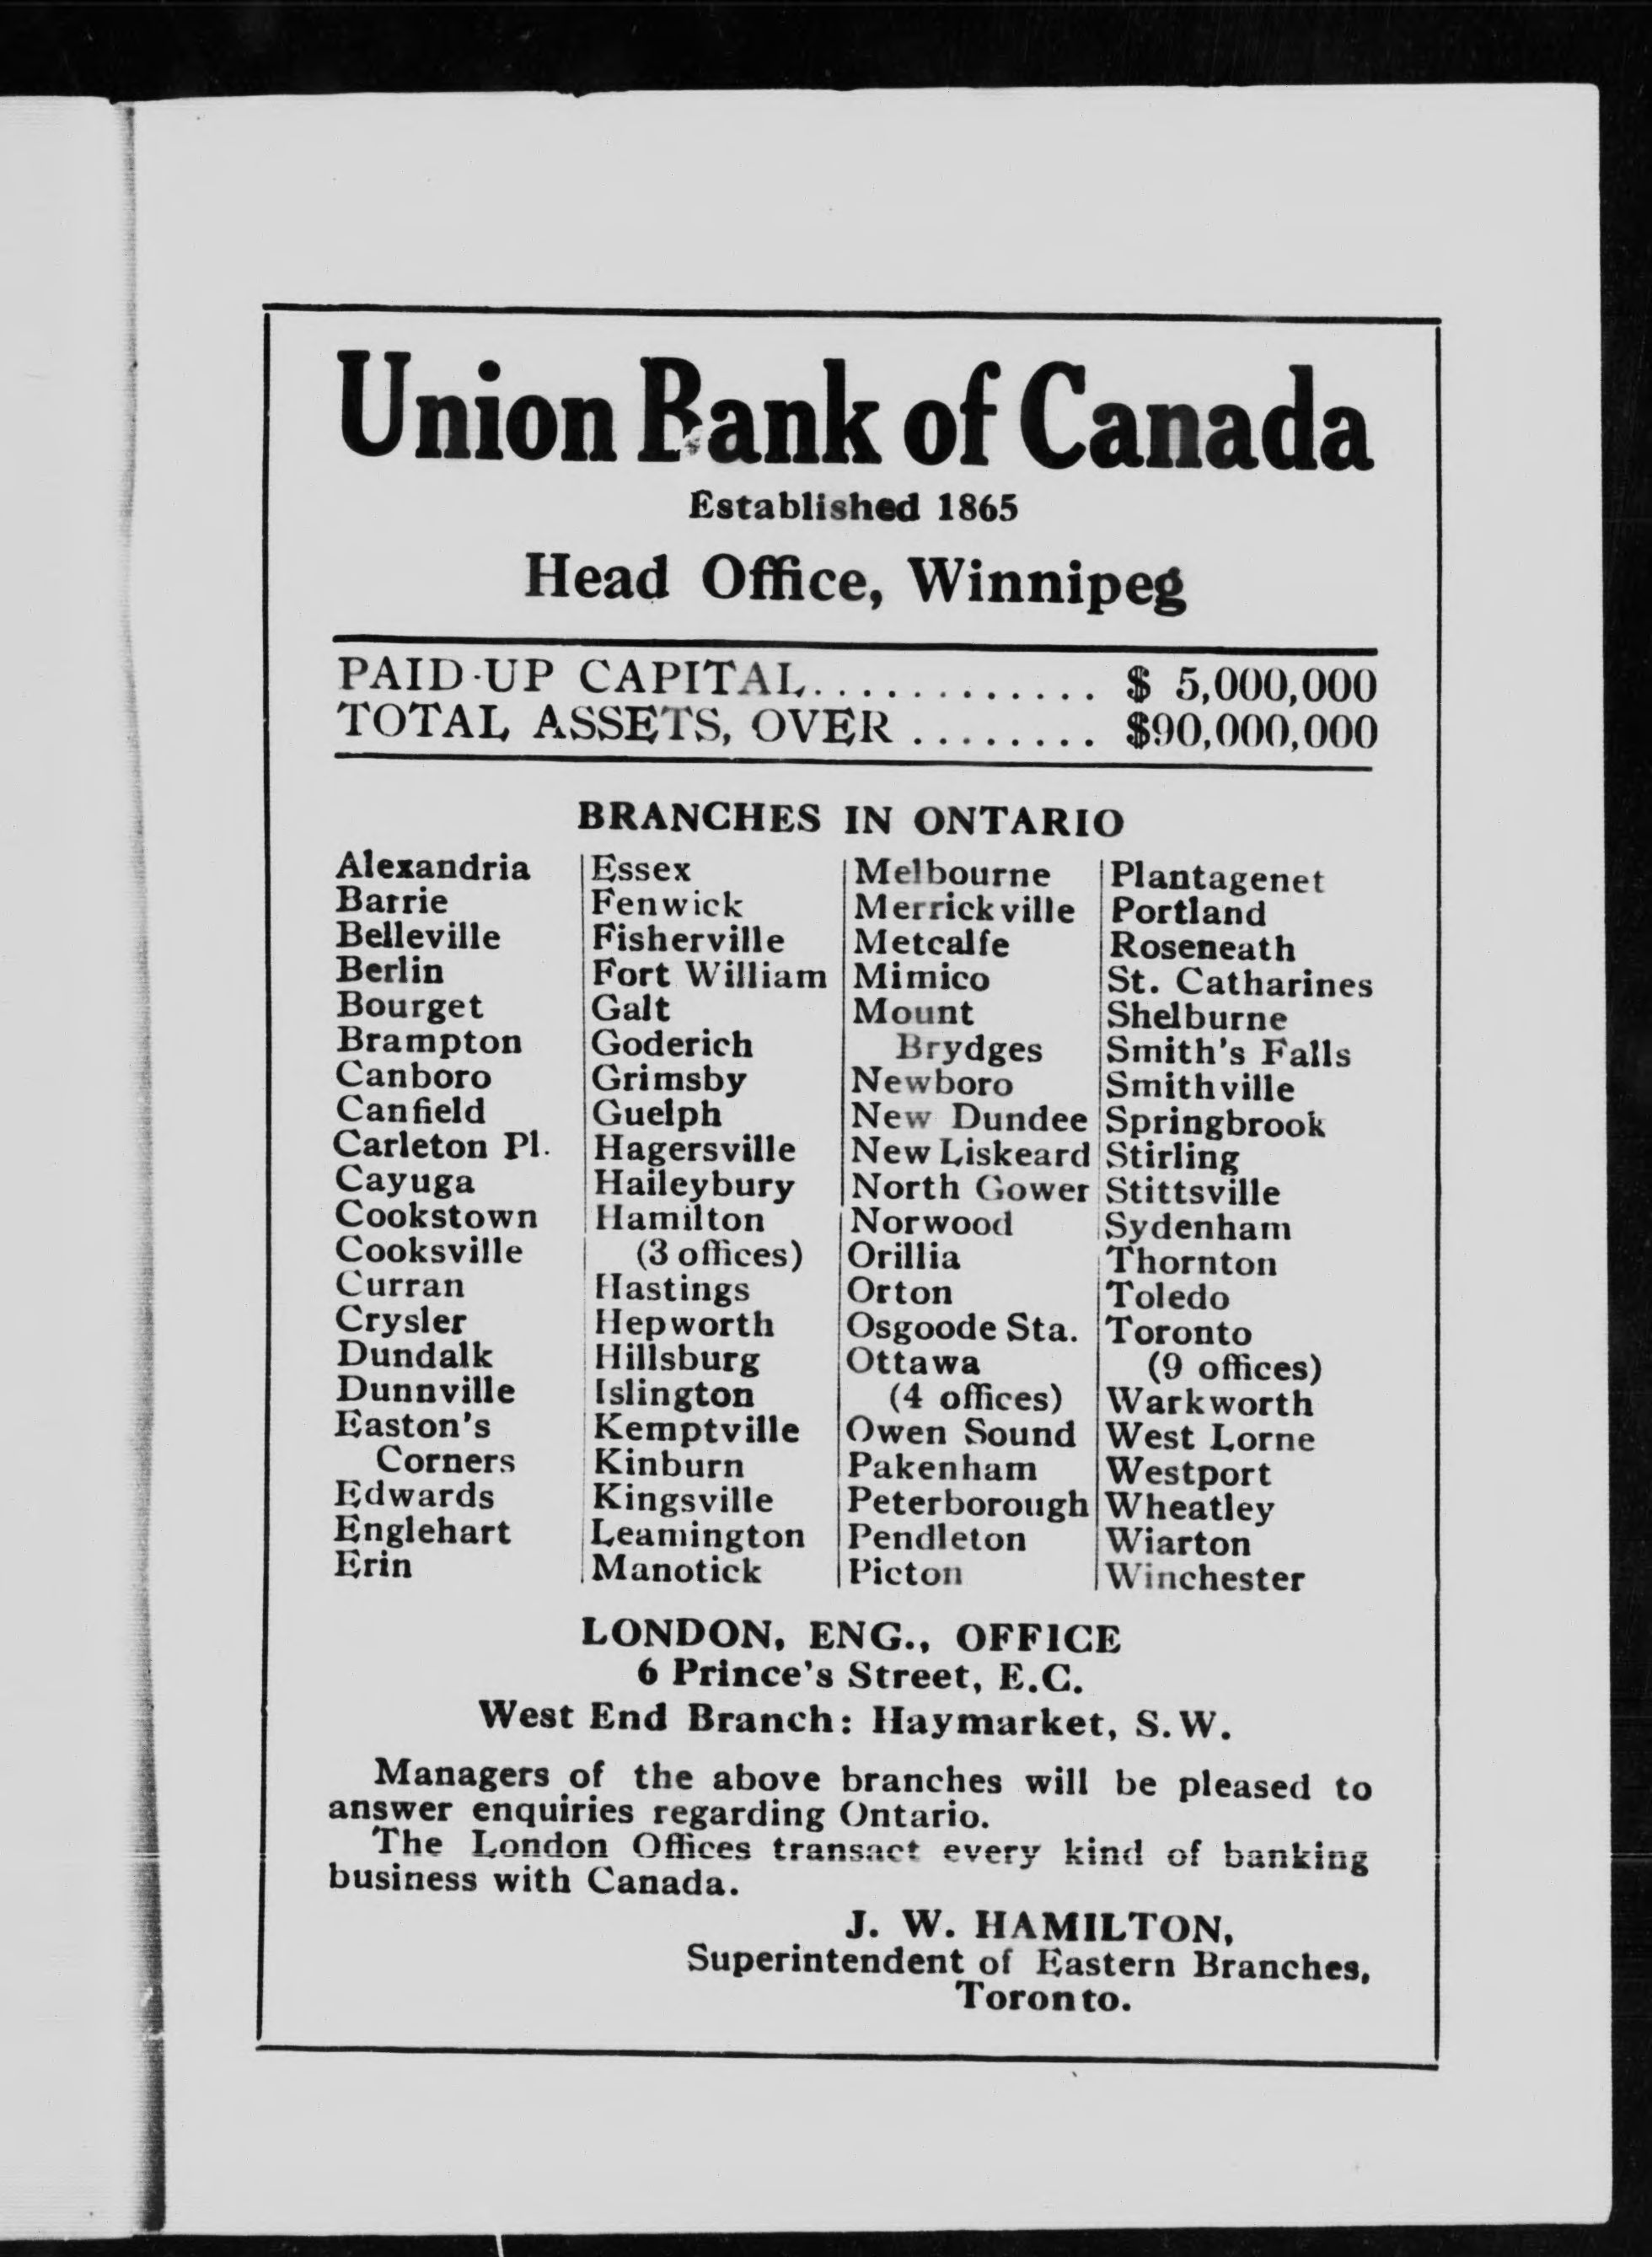 Union Bank of Canada
Established 1865
Head Office, Winnipeg
PAID-UP CAPITAL............. $ 5,000,000
TOTAL ASSETS, OVER ........ $90,000,000
BRANCHES IN ONTARIO
Alexandria
Barrie
Belleville
Berlin
Bourget
Brampton
Canboro
Canfield
Carleton Pl.
Cayuga
Cookstown
Cooksville
Curran
Crysler
Dundalk
Dunnville
Easton's
Corners
Edwards
Englehart
Erin
Essex
Fenwick
Fisherville
Fort William
Galt
Goderich
Grimsby
Guelph
Hagersville
Haileybury
Hamilton
(3 offices)
Hastings
Hepworth
Hillsburg
Islington
Kemptville
Kinburn
Kingsville
Leamington
Manotick
Melbourne
Merrickville
Metcalfe
Mimico
Mount
Brydges
Newboro
New Dundee
New Liskeard
North Gower
Norwood
Orillia
Orton
Osgoode Sta.
Ottawa
(4 offices)
Owen Sound
Pakenham
Peterborough
Pendleton
Picton
Plantagenet
Portland
Roseneath
St. Catharines
Shelburne
Smith's Falls
Smithville
Springbrook
Stirling
Stittsville
Sydenham
Thornton
Toledo
Toronto
(9 offices)
Warkworth
West Lorne
Westport
Wheatley
Wiarton
Winchester
LONDON, ENG., OFFICE
6 Prince's Street, E.C.
West End Branch: Haymarket, S.W.
Managers of the above branches will be pleased to
answer enquiries regarding Ontario.
The London Offices transact every kind of banking
business with Canada.
J. W. HAMILTON,
Superintendent of Eastern Branches,
Toronto.